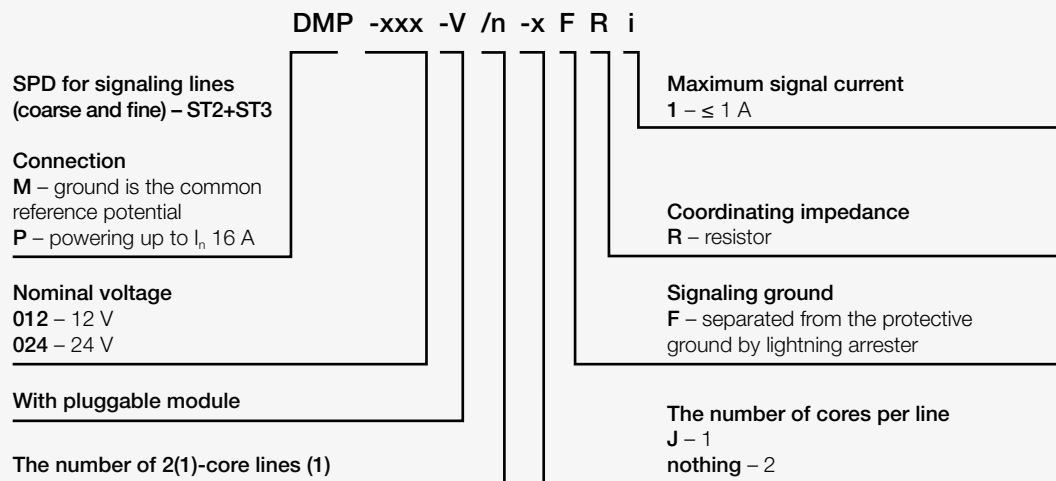 DMP -xxx -V /n -x F R i
SPD for signaling lines
(coarse and fine) – ST2+ST3
Connection
M – ground is the common
reference potential
P – powering up to In 16 A
Nominal voltage
012 – 12 V
024 – 24 V
With pluggable module
The number of 2(1)-core lines (1)
Maximum signal current
1 – ≤ 1 A
Coordinating impedance
R – resistor
Signaling ground
F – separated from the protective
ground by lightning arrester
The number of cores per line
J – 1
nothing – 2